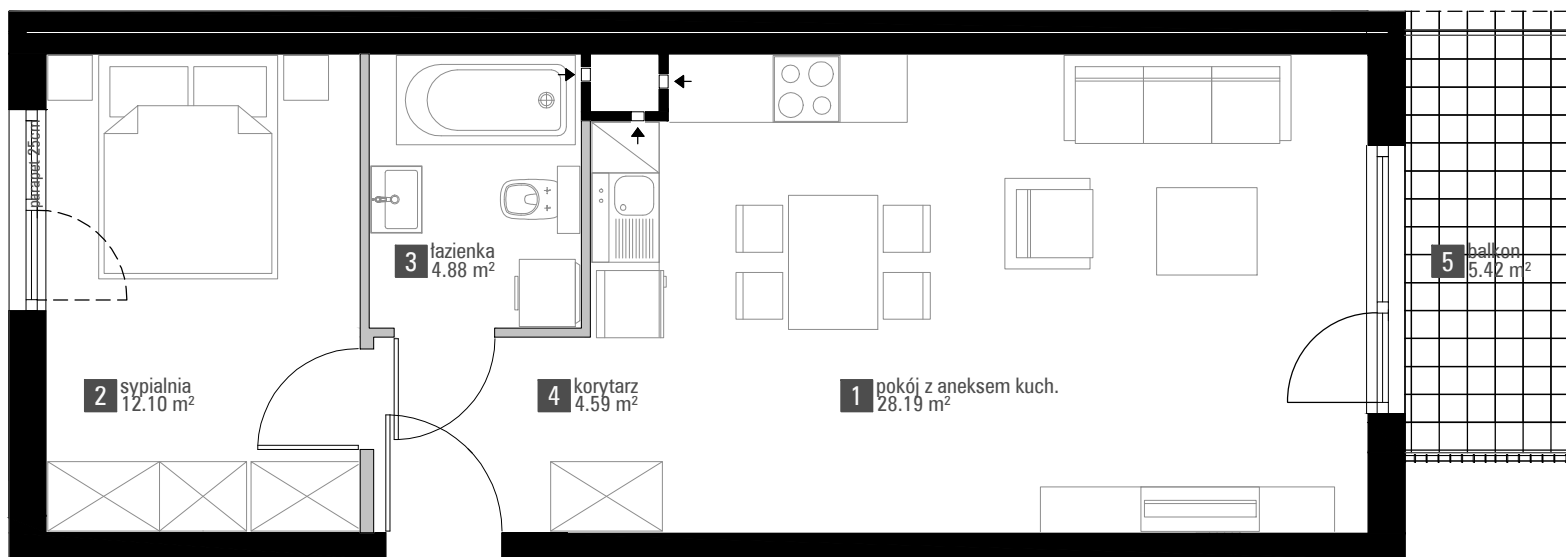 parapet 25cm
3 łazienka
4.88 m²
5 balkon
5.42 m²
2 sypialnia
12.10 m²
4 korytarz
4.59 m²
1 pokój z aneksem kuch.
28.19 m²